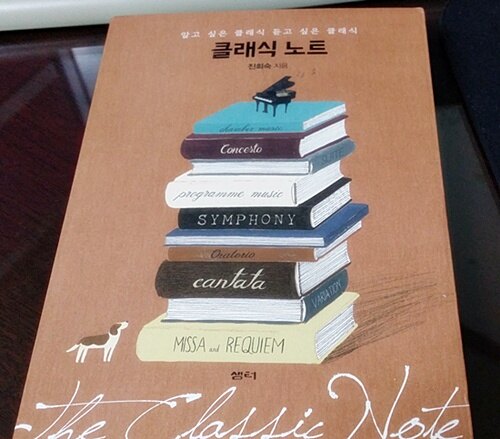 알고 싶은 클래식 듣고 싶은 클래식
클래식 노트
진회숙 지음
chamber music
Concerto
SUITE
programme music
SYMPHONY
Oratorio
cantata
VARIATION
MISSA and REQUIEM
샘터
The Classic Note